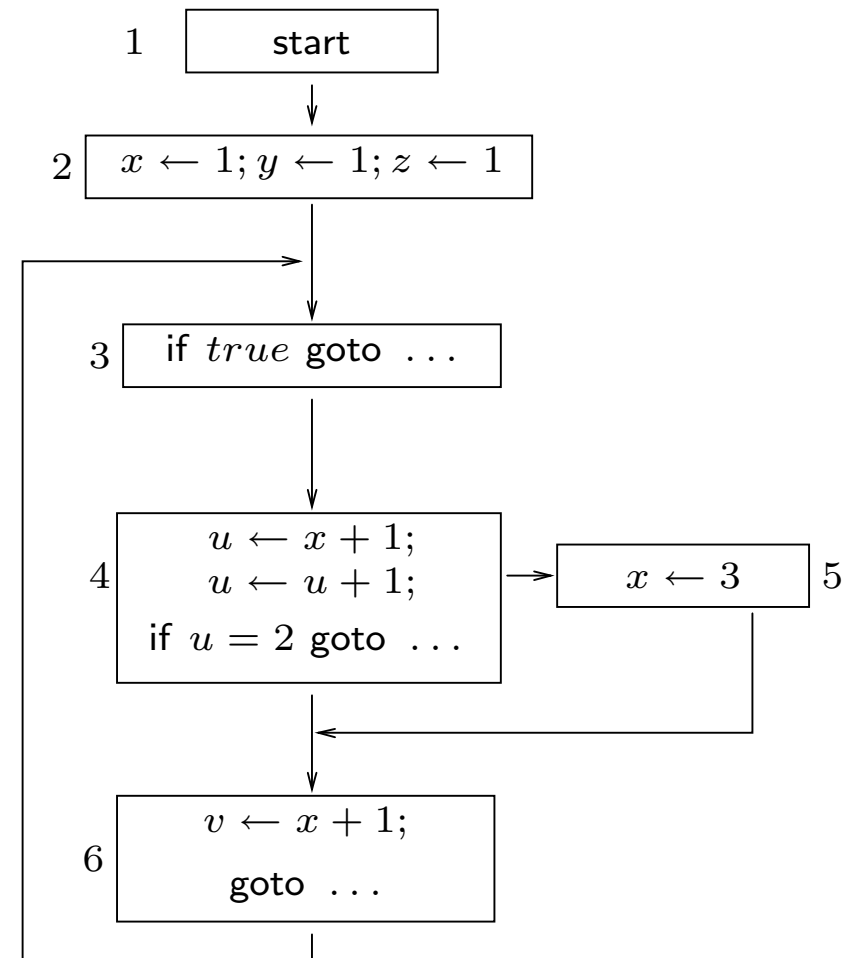 1 start
2 x ← 1; y ← 1; z ← 1
3 if true goto ...
u ← x + 1;
4 u ← u + 1; x ← 3 5
if u = 2 goto ...
v ← x + 1;
6
goto ...